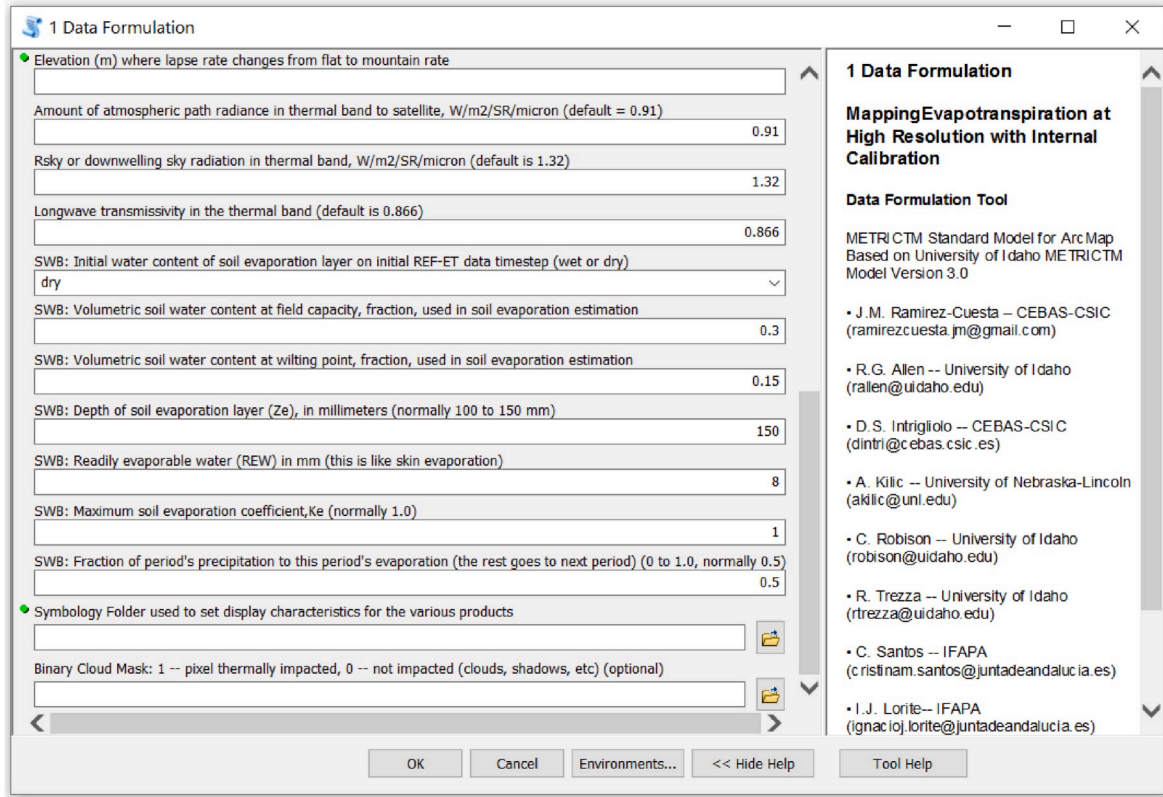 1 Data Formulation
Elevation (m) where lapse rate changes from flat to mountain rate
Amount of atmospheric path radiance in thermal band to satellite, W/m2/SR/micron (default = 0.91)
0.91
Rsky or downwelling sky radiation in thermal band, W/m2/SR/micron (default is 1.32)
1.32
Longwave transmissivity in the thermal band (default is 0.866)
0.866
SWB: Initial water content of soil evaporation layer on initial REF-ET data timestep (wet or dry)
dry
SWB: Volumetric soil water content at field capacity, fraction, used in soil evaporation estimation
0.3
SWB: Volumetric soil water content at wilting point, fraction, used in soil evaporation estimation
0.15
SWB: Depth of soil evaporation layer (Ze), in millimeters (normally 100 to 150 mm)
150
SWB: Readily evaporable water (REW) in mm (this is like skin evaporation)
8
SWB: Maximum soil evaporation coefficient,Ke (normally 1.0)
1
SWB: Fraction of period's precipitation to this period's evaporation (the rest goes to next period) (0 to 1.0, normally 0.5)
0.5
Symbology Folder used to set display characteristics for the various products
Binary Cloud Mask: 1 -- pixel thermally impacted, 0 -- not impacted (clouds, shadows, etc) (optional)
1 Data Formulation
MappingEvapotranspiration at
High Resolution with Internal
Calibration
Data Formulation Tool
METRICTM Standard Model for ArcMap
Based on University of Idaho METRICTM
Model Version 3.0
• J.M. Ramirez-Cuesta – CEBAS-CSIC
(ramirezcuesta.jm@gmail.com)
• R.G. Allen -- University of Idaho
(rallen@uidaho.edu)
• D.S. Intrigliolo -- CEBAS-CSIC
(dintri@cebas.csic.es)
• A. Kilic -- University of Nebraska-Lincoln
(akilic@unl.edu)
• C. Robison -- University of Idaho
(robison@uidaho.edu)
• R. Trezza -- University of Idaho
(rtrezza@uidaho.edu)
• C. Santos -- IFAPA
(cristinam.santos@juntadeandalucia.es)
• I.J. Lorite-- IFAPA
(ignacioj.lorite@juntadeandalucia.es)
OK
Cancel
Environments...
<< Hide Help
Tool Help